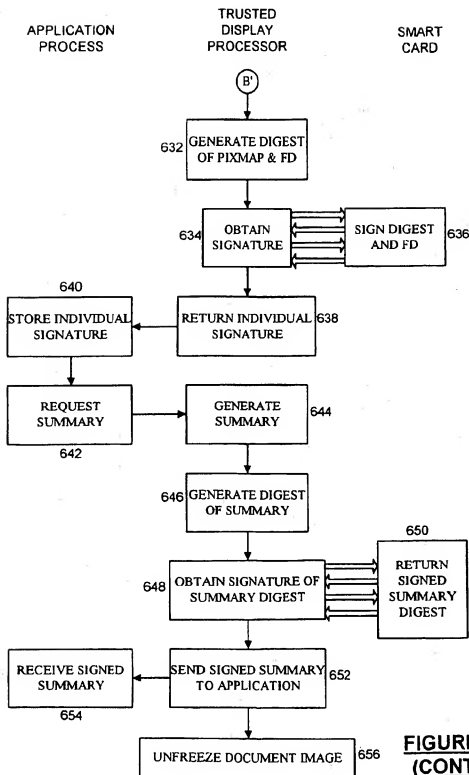 APPLICATION
PROCESS
TRUSTED
DISPLAY
PROCESSOR
SMART
CARD
B'
632
GENERATE DIGEST
OF PIXMAP & FD
634
OBTAIN
SIGNATURE
SIGN DIGEST
AND FD
636
640
STORE INDIVIDUAL
SIGNATURE
RETURN INDIVIDUAL
SIGNATURE
638
REQUEST
SUMMARY
642
GENERATE
SUMMARY
644
646
GENERATE DIGEST
OF SUMMARY
650
648
OBTAIN SIGNATURE OF
SUMMARY DIGEST
RETURN
SIGNED
SUMMARY
DIGEST
RECEIVE SIGNED
SUMMARY
654
SEND SIGNED SUMMARY
TO APPLICATION
652
UNFREEZE DOCUMENT IMAGE
656
FIGURE
(CONT